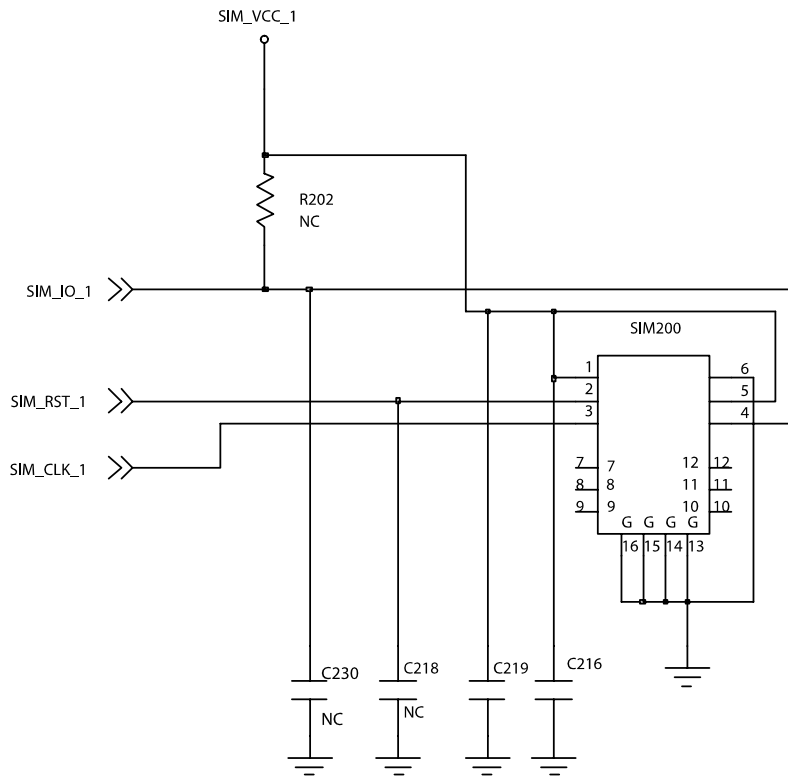 SIM_VCC_1
R202
NC
SIM_IO_1
SIM200
1 6
2 5
SIM_RST_1
3 4
SIM_CLK_1
7 7 12 12
8 8 11 11
9 9 10 10
G G G G
16 15 14 13
C230 C218 C219 C216
NC NC